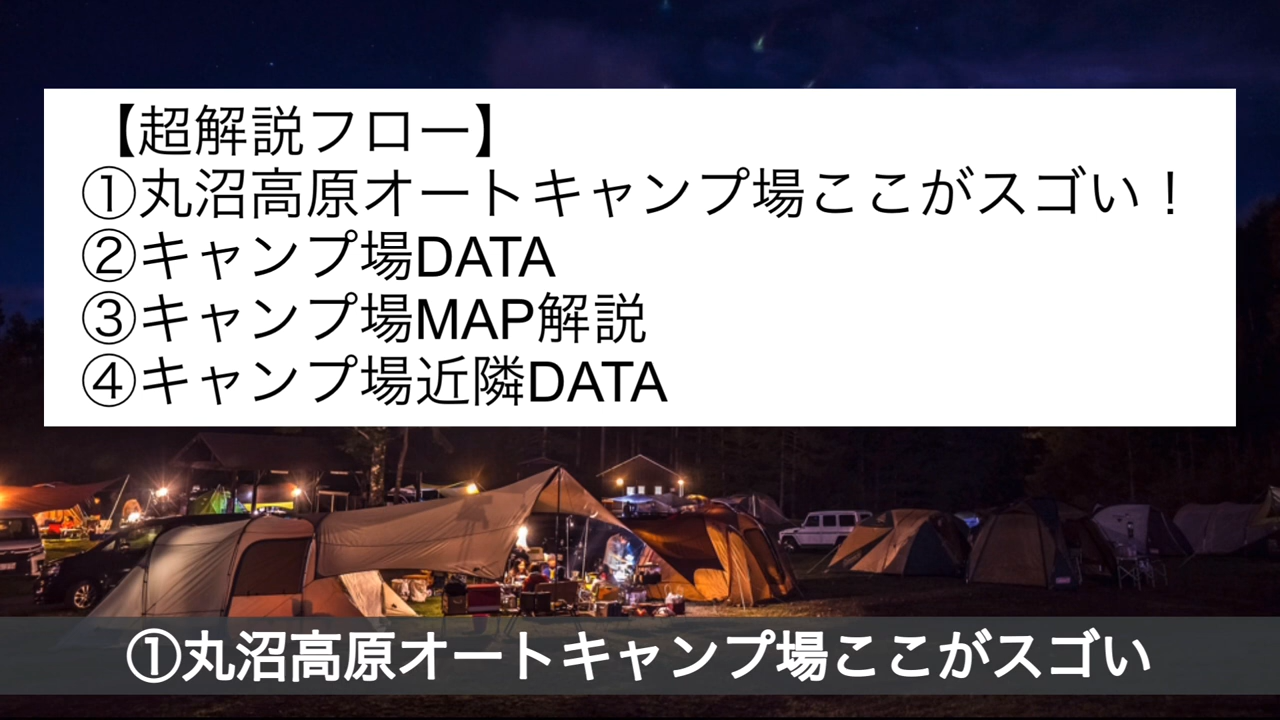 【超解説フロー】
①丸沼高原オートキャンプ場ここがスゴい！
②キャンプ場DATA
③キャンプ場MAP解説
④キャンプ場近隣DATA
①丸沼高原オートキャンプ場ここがスゴい